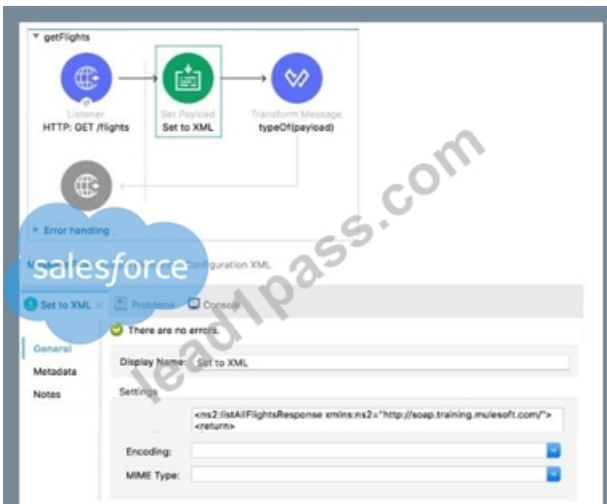 getFlights
Listener
HTTP: GET /flights
Set Payload
Set to XML
Transform Message
typeOf(payload)
Error handling
salesforce
Configuration XML
Set to XML
Problems
Console
There are no errors.
General
Metadata
Notes
Display Name: Set to XML
Settings
<ns2:listAllFlightsResponse xmlns:ns2="http://soap.training.mulesoft.com/">
<return>
Encoding:
MIME Type:
lead1pass.com